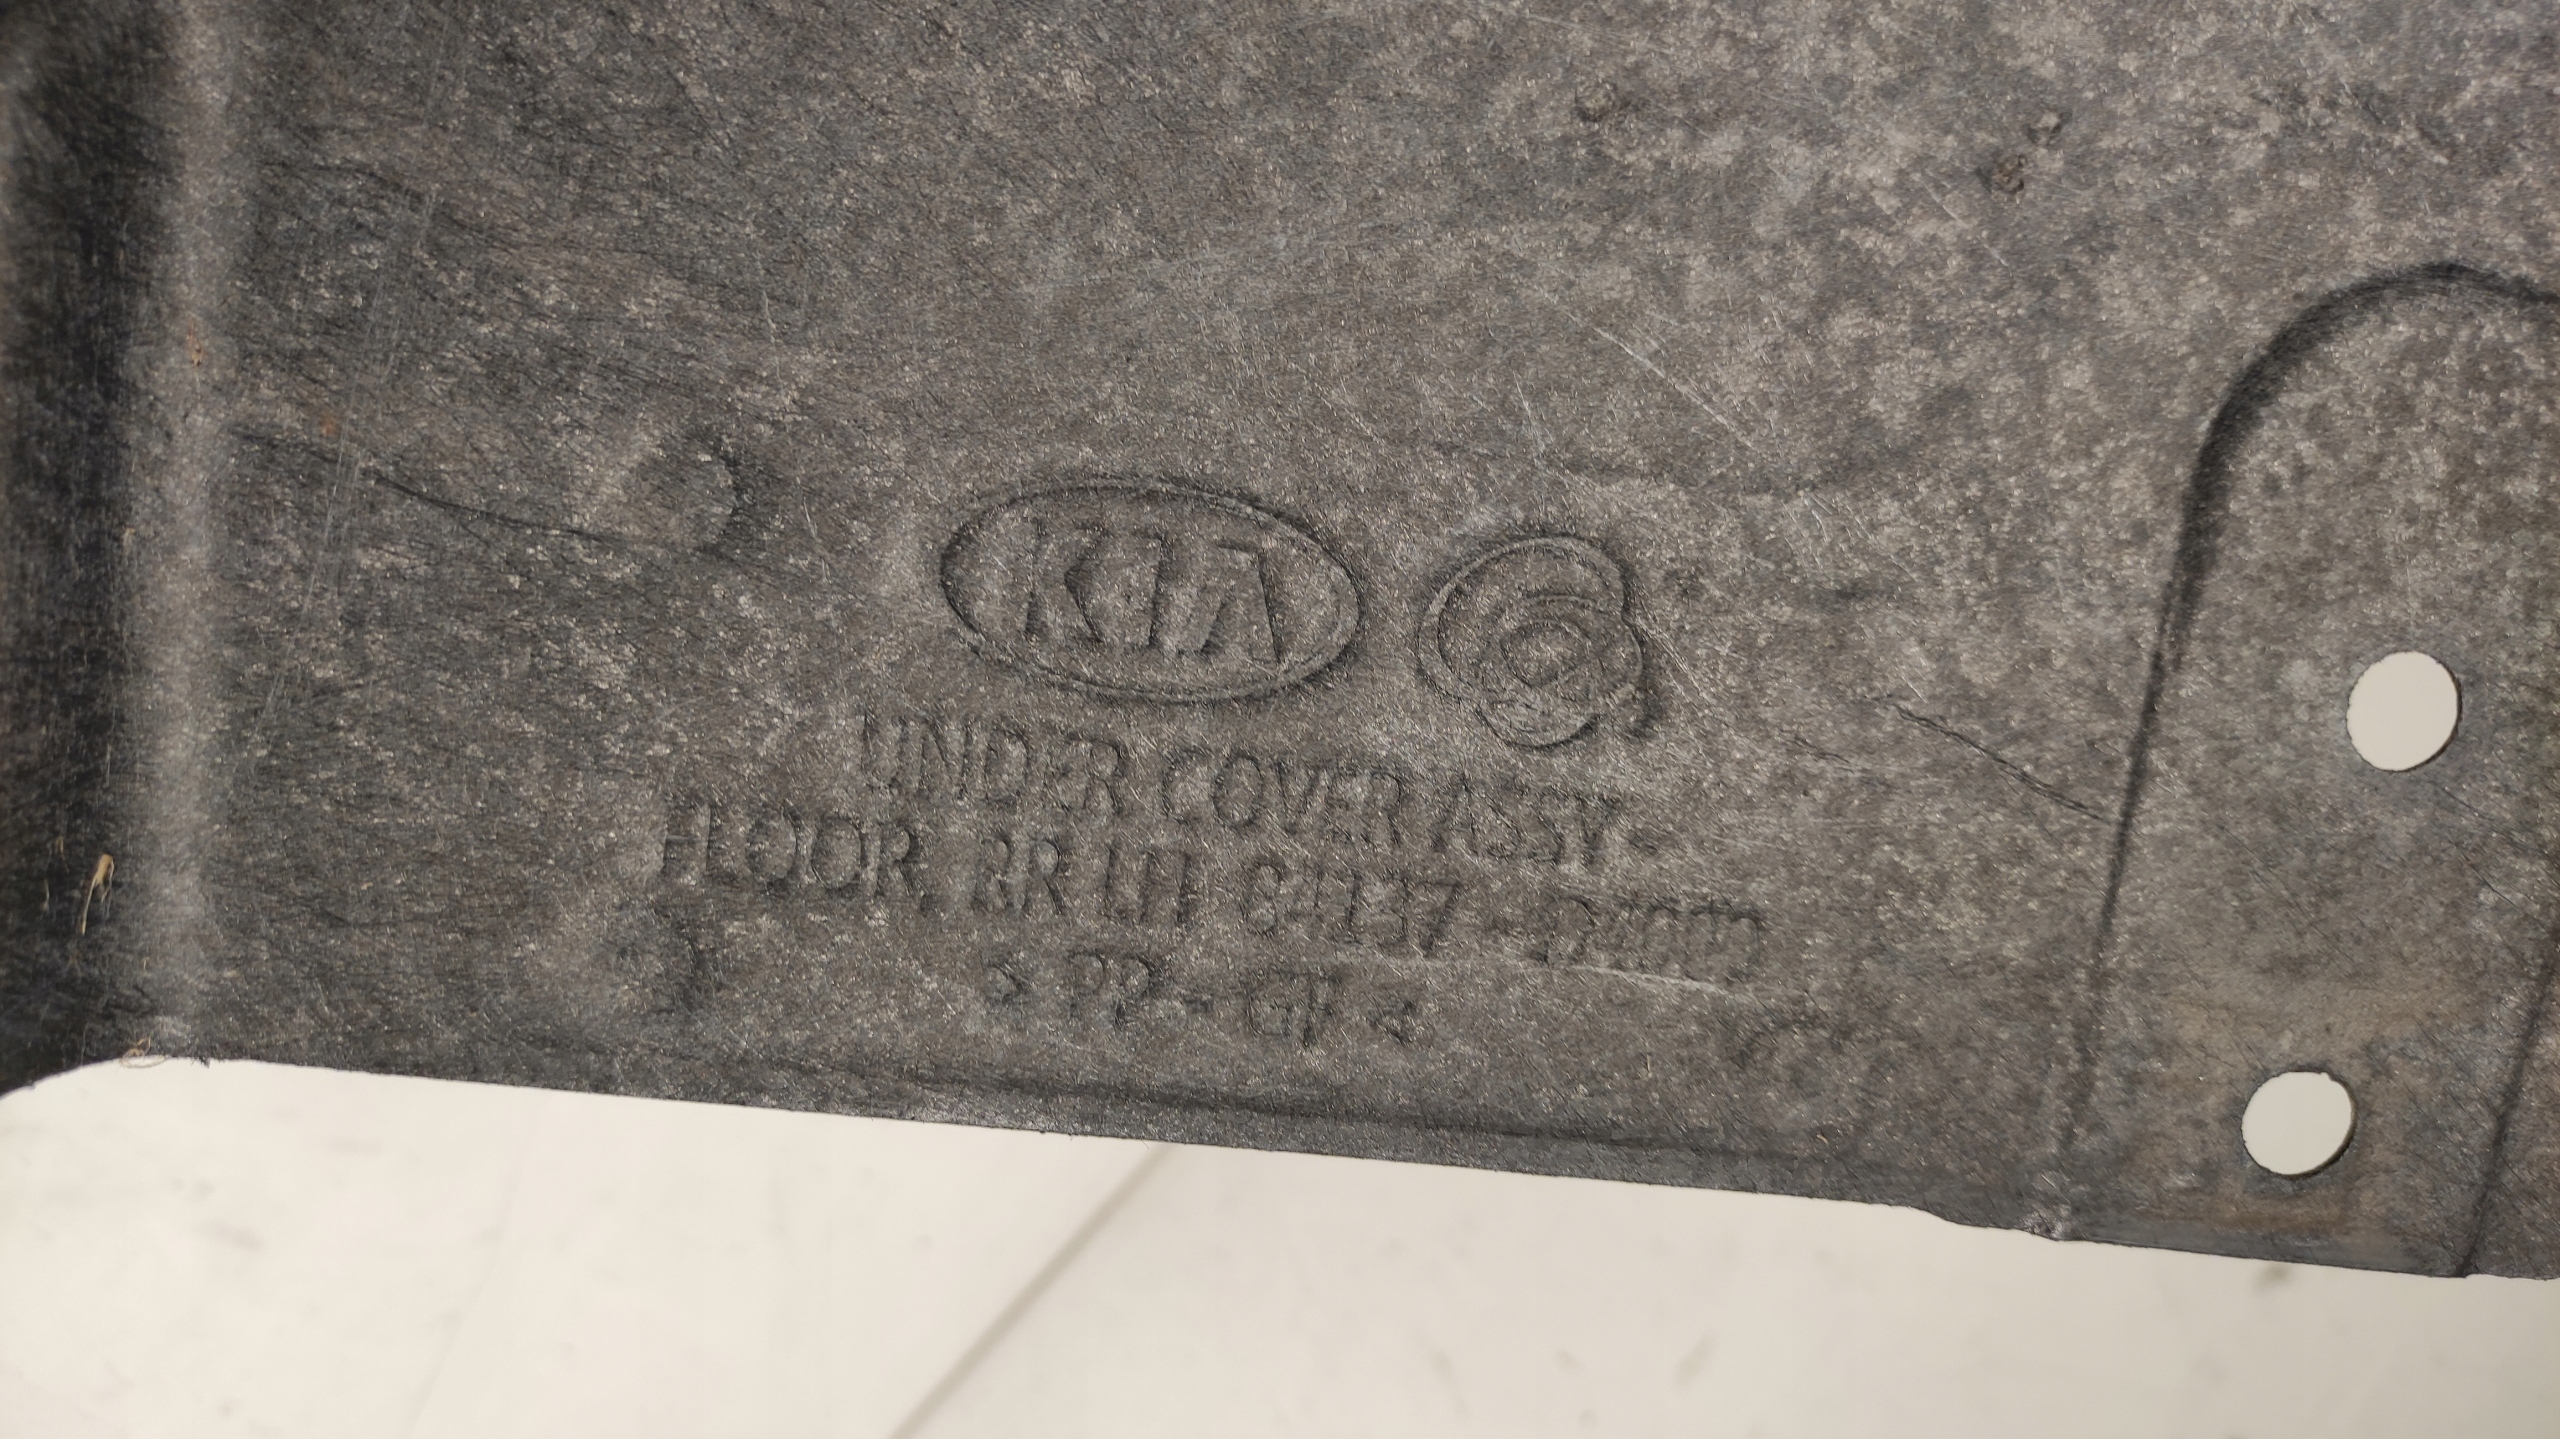 KIA
UNDER COVER ASSY-
FLOOR, RR LH 84137 - D4000
> PP - GF <